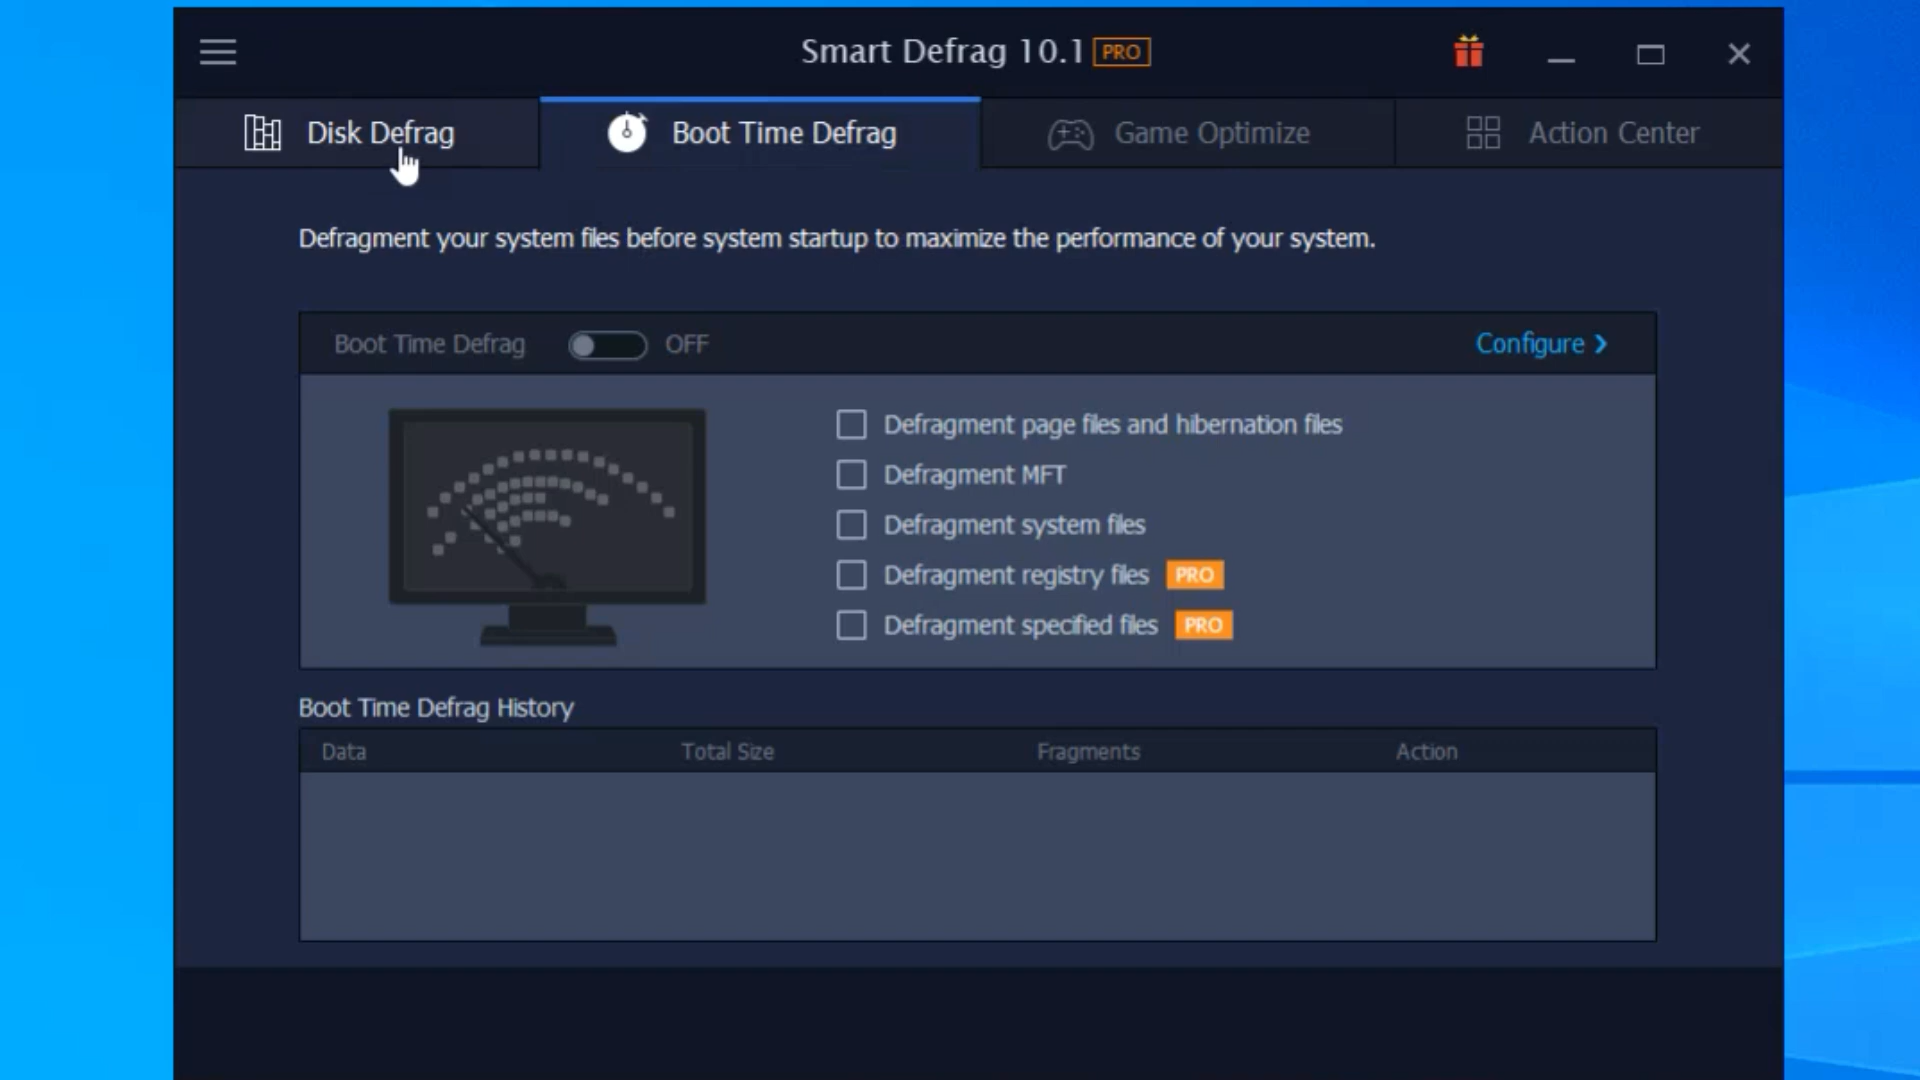 Smart Defrag 10.1 PRO
Disk Defrag
Boot Time Defrag
Game Optimize
Action Center
Defragment your system files before system startup to maximize the performance of your system.
Boot Time Defrag OFF
Configure >
Defragment page files and hibernation files
Defragment MFT
Defragment system files
Defragment registry files PRO
Defragment specified files PRO
Boot Time Defrag History
Data Total Size Fragments Action